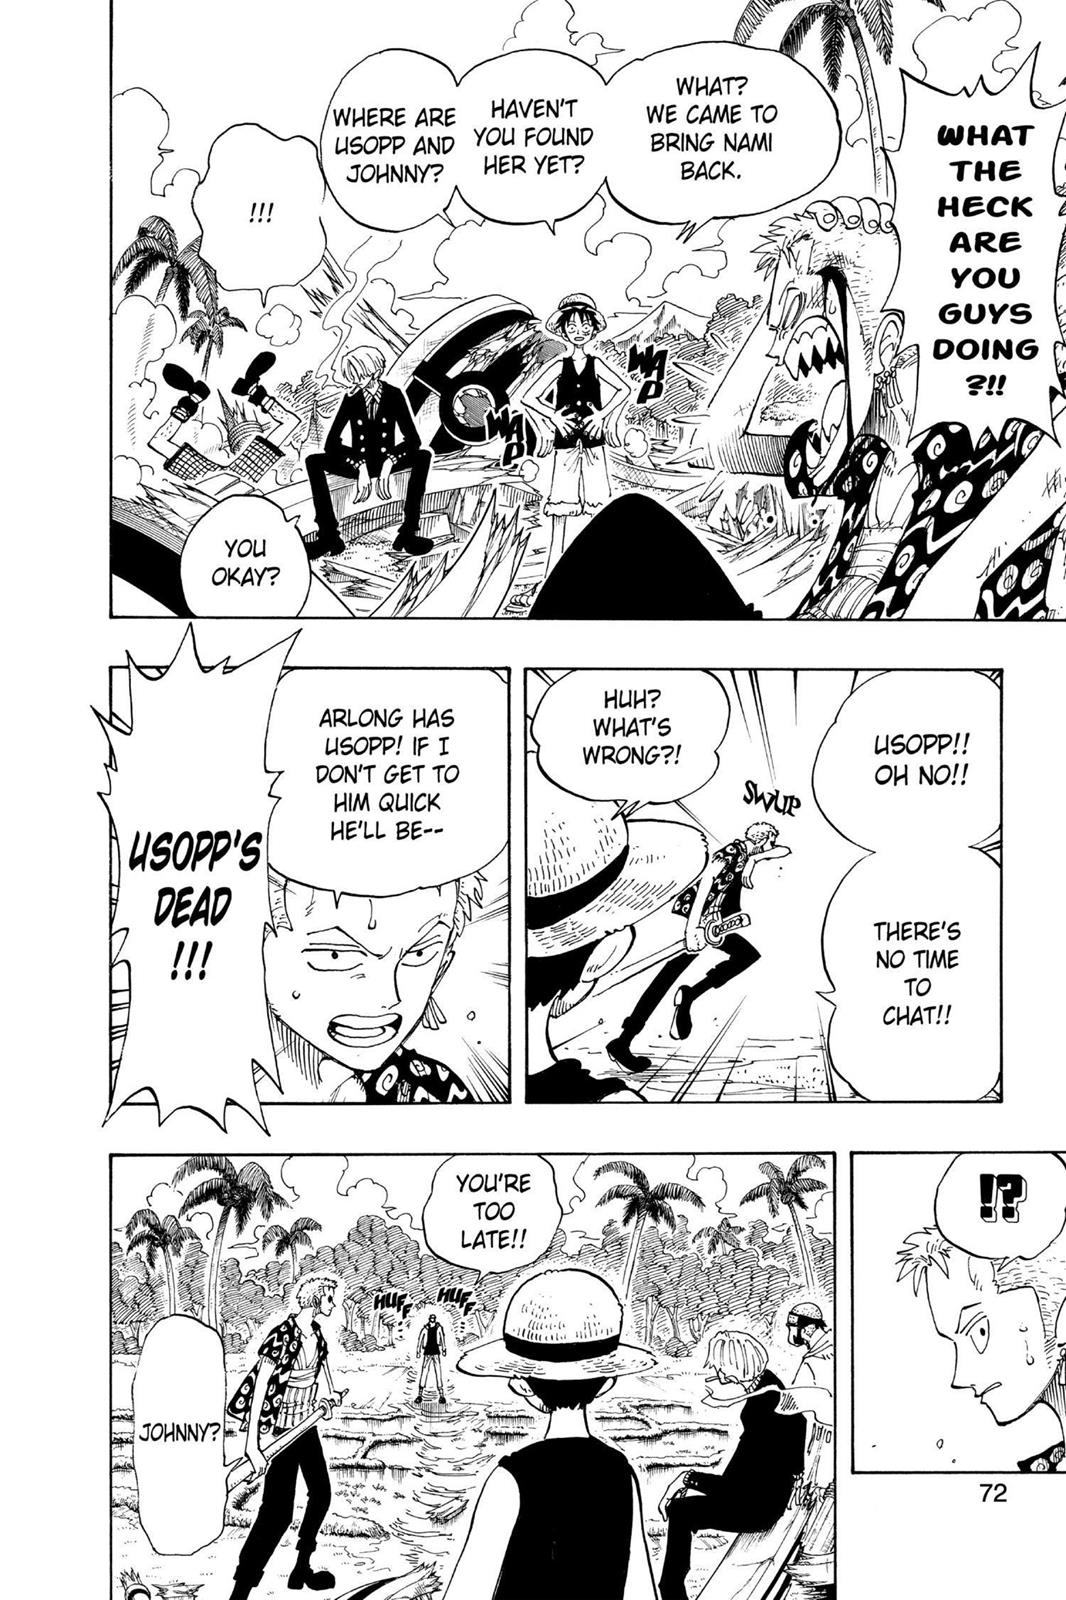 WHAT
THE
HECK
ARE
YOU
GUYS
DOING
?!!
WHAT?
WE CAME TO
BRING NAMI
BACK.
HAVEN'T
YOU FOUND
HER YET?
WHERE ARE
USOPP AND
JOHNNY?
!!!
WAP
WAP
YOU
OKAY?
USOPP!!
OH NO!!
HUH?
WHAT'S
WRONG?!
SWUP
THERE'S
NO TIME
TO
CHAT!!
ARLONG HAS
USOPP! IF I
DON'T GET TO
HIM QUICK
HE'LL BE--
USOPP'S
DEAD
!!!
!?
YOU'RE
TOO
LATE!!
HUFF
HUFF
JOHNNY?
72